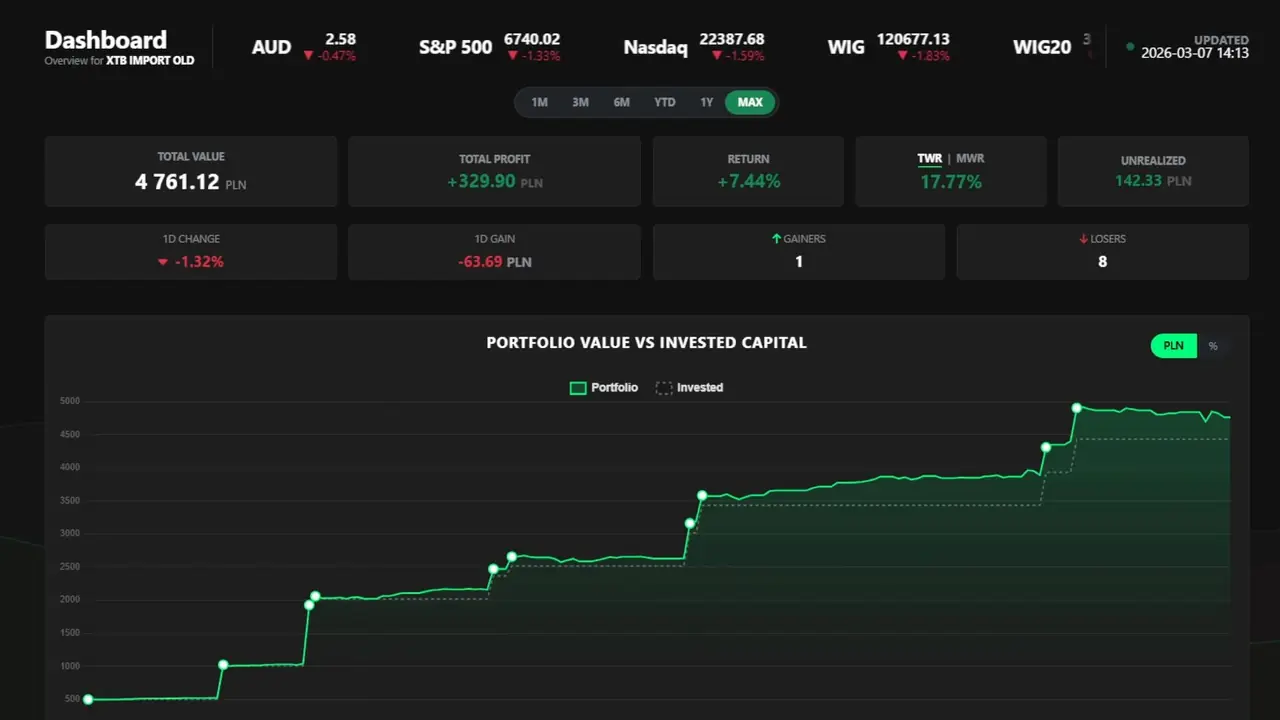 Dashboard
Overview for XTB IMPORT OLD
AUD 2.58 ▼ -0.47%
S&P 500 6740.02 ▼ -1.33%
Nasdaq 22387.68 ▼ -1.59%
WIG 120677.13 ▼ -1.83%
WIG20
UPDATED
2026-03-07 14:13
1M 3M 6M YTD 1Y MAX
TOTAL VALUE
4 761.12 PLN
TOTAL PROFIT
+329.90 PLN
RETURN
+7.44%
TWR | MWR
17.77%
UNREALIZED
142.33 PLN
1D CHANGE
▼ -1.32%
1D GAIN
-63.69 PLN
↑ GAINERS
1
↓ LOSERS
8
PORTFOLIO VALUE VS INVESTED CAPITAL
PLN %
Portfolio Invested
5000
4500
4000
3500
3000
2500
2000
1500
1000
500